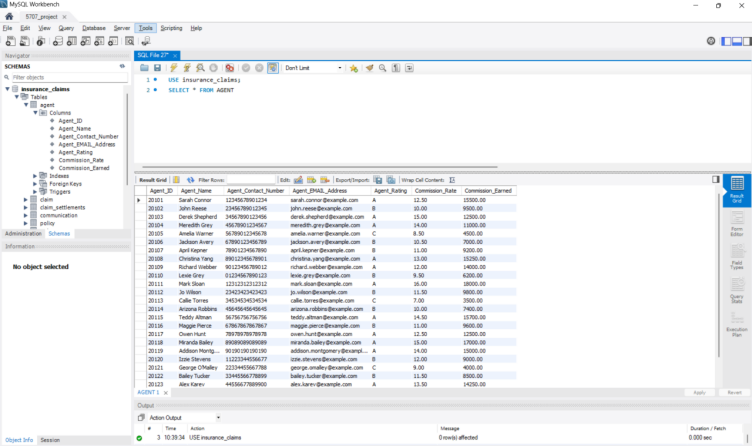 MySQL Workbench
5707_project
File Edit View Query Database Server Tools Scripting Help
Navigator
SCHEMAS
Filter objects
insurance_claims
Tables
agent
Columns
Agent_ID
Agent_Name
Agent_Contact_Number
Agent_EMAIL_Address
Agent_Rating
Commission_Rate
Commission_Earned
Indexes
Foreign Keys
Triggers
claim
claim_settlements
communication
policy
Administration Schemas
Information
No object selected
Object Info Session
SQL File 27*
Don't Limit
1 USE insurance_claims;
2 SELECT * FROM AGENT
Result Grid Filter Rows: Edit: Export/Import: Wrap Cell Content:
Agent_ID Agent_Name Agent_Contact_Number Agent_EMAIL_Address Agent_Rating Commission_Rate Commission_Earned
20101 Sarah Connor 12345678901234 sarah.connor@example.com A 12.50 15500.00
20102 John Reese 23456789012345 john.reese@example.com B 10.00 9500.00
20103 Derek Shepherd 34567890123456 derek.shepherd@example.com A 15.00 12500.00
20104 Meredith Grey 45678901234567 meredith.grey@example.com A 14.00 11000.00
20105 Amelia Warner 56789012345678 amelia.warner@example.com C 8.50 4500.00
20106 Jackson Avery 67890123456789 jackson.avery@example.com B 10.50 7000.00
20107 April Kepner 78901234567890 april.kepner@example.com B 11.00 9200.00
20108 Christina Yang 89012345678901 christina.yang@example.com A 13.00 15250.00
20109 Richard Webber 90123456789012 richard.webber@example.com A 12.00 14000.00
20110 Lexie Grey 01234567890123 lexie.grey@example.com B 9.50 6200.00
20111 Mark Sloan 12312312312312 mark.sloan@example.com A 16.00 18000.00
20112 Jo Wilson 23423423423423 jo.wilson@example.com B 11.50 9800.00
20113 Callie Torres 34534534534534 callie.torres@example.com C 7.00 3500.00
20114 Arizona Robbins 45645645645645 arizona.robbins@example.com B 10.00 7400.00
20115 Teddy Altman 56756756756756 teddy.altman@example.com A 14.50 15700.00
20116 Maggie Pierce 67867867867867 maggie.pierce@example.com B 11.00 9600.00
20117 Owen Hunt 78978978978978 owen.hunt@example.com A 12.50 12500.00
20118 Miranda Bailey 89089089089089 miranda.bailey@example.com A 15.00 17000.00
20119 Addison Montg... 90190190190190 addison.montgomery@exampl... A 14.00 15000.00
20120 Izzie Stevens 11223344556677 izzie.stevens@example.com B 12.00 9000.00
20121 George O'Malley 22334455667788 george.omalley@example.com C 9.00 4000.00
20122 Bailey Tucker 33445566778899 bailey.tucker@example.com B 11.50 8500.00
20123 Alex Karev 44556677889900 alex.karev@example.com A 13.50 14250.00
Result Grid
Form Editor
Field Types
Query Stats
Execution Plan
AGENT 1 Apply Revert
Output
Action Output
# Time Action Message Duration / Fetch
3 10:39:34 USE insurance_claims 0 row(s) affected 0.000 sec